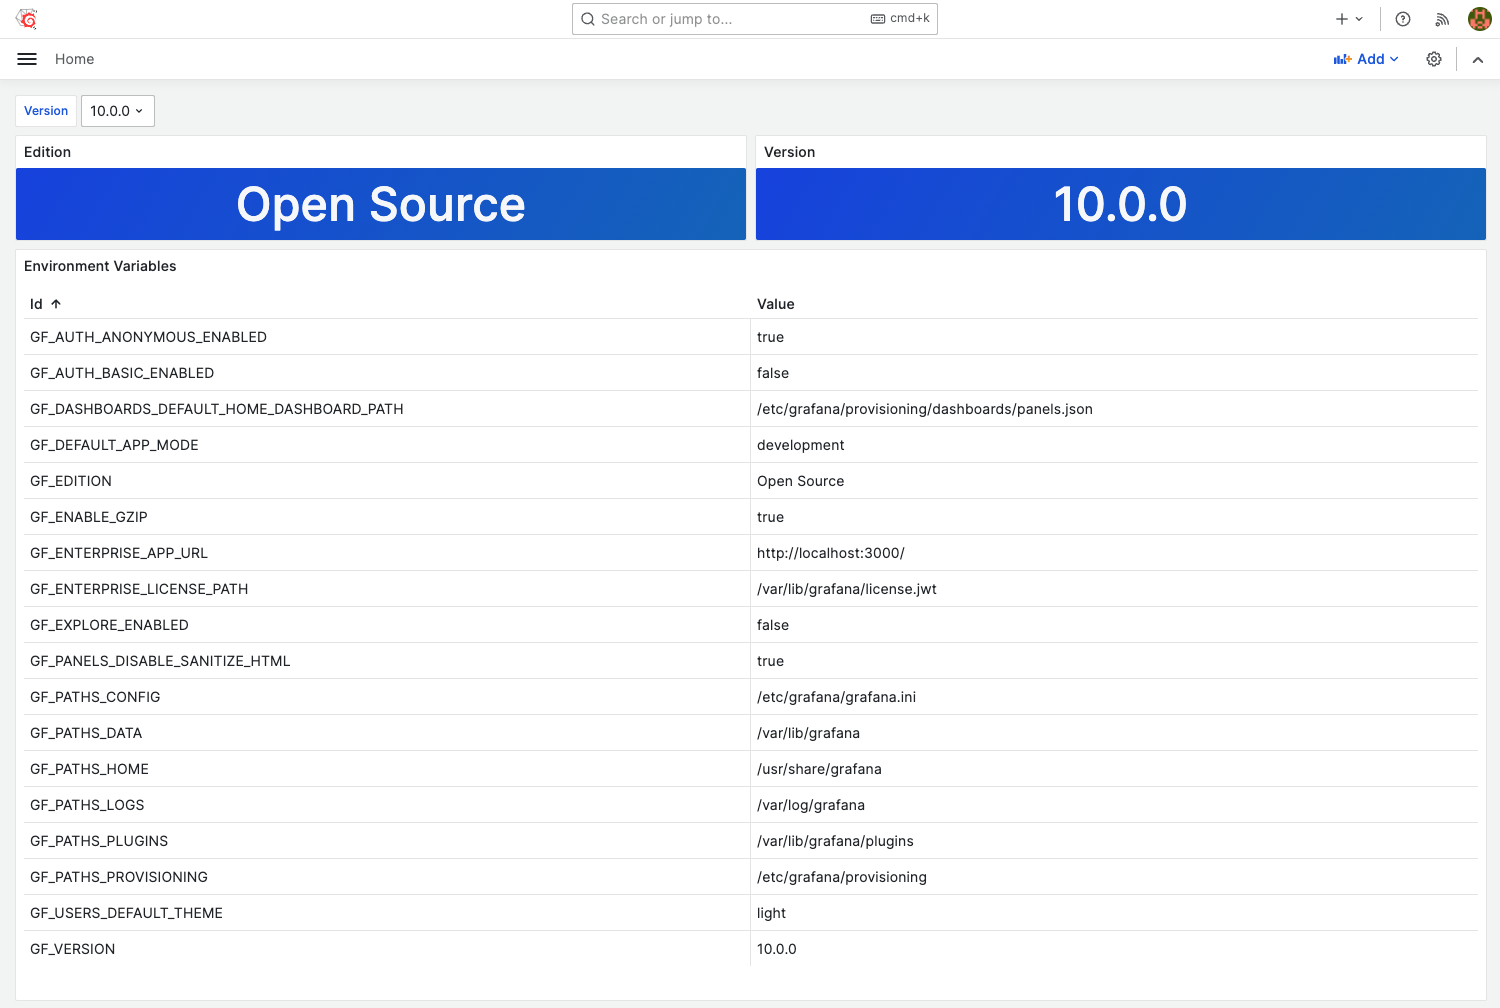 Search or jump to... cmd+k
Home Add
Version 10.0.0
Edition Version
Open Source 10.0.0
Environment Variables
Id Value
GF_AUTH_ANONYMOUS_ENABLED true
GF_AUTH_BASIC_ENABLED false
GF_DASHBOARDS_DEFAULT_HOME_DASHBOARD_PATH /etc/grafana/provisioning/dashboards/panels.json
GF_DEFAULT_APP_MODE development
GF_EDITION Open Source
GF_ENABLE_GZIP true
GF_ENTERPRISE_APP_URL http://localhost:3000/
GF_ENTERPRISE_LICENSE_PATH /var/lib/grafana/license.jwt
GF_EXPLORE_ENABLED false
GF_PANELS_DISABLE_SANITIZE_HTML true
GF_PATHS_CONFIG /etc/grafana/grafana.ini
GF_PATHS_DATA /var/lib/grafana
GF_PATHS_HOME /usr/share/grafana
GF_PATHS_LOGS /var/log/grafana
GF_PATHS_PLUGINS /var/lib/grafana/plugins
GF_PATHS_PROVISIONING /etc/grafana/provisioning
GF_USERS_DEFAULT_THEME light
GF_VERSION 10.0.0